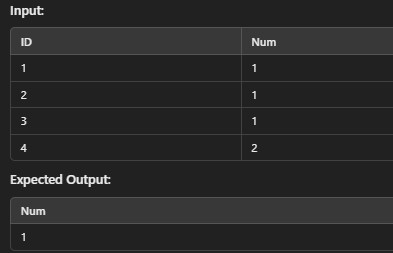 Input:
ID Num
1 1
2 1
3 1
4 2
Expected Output:
Num
1